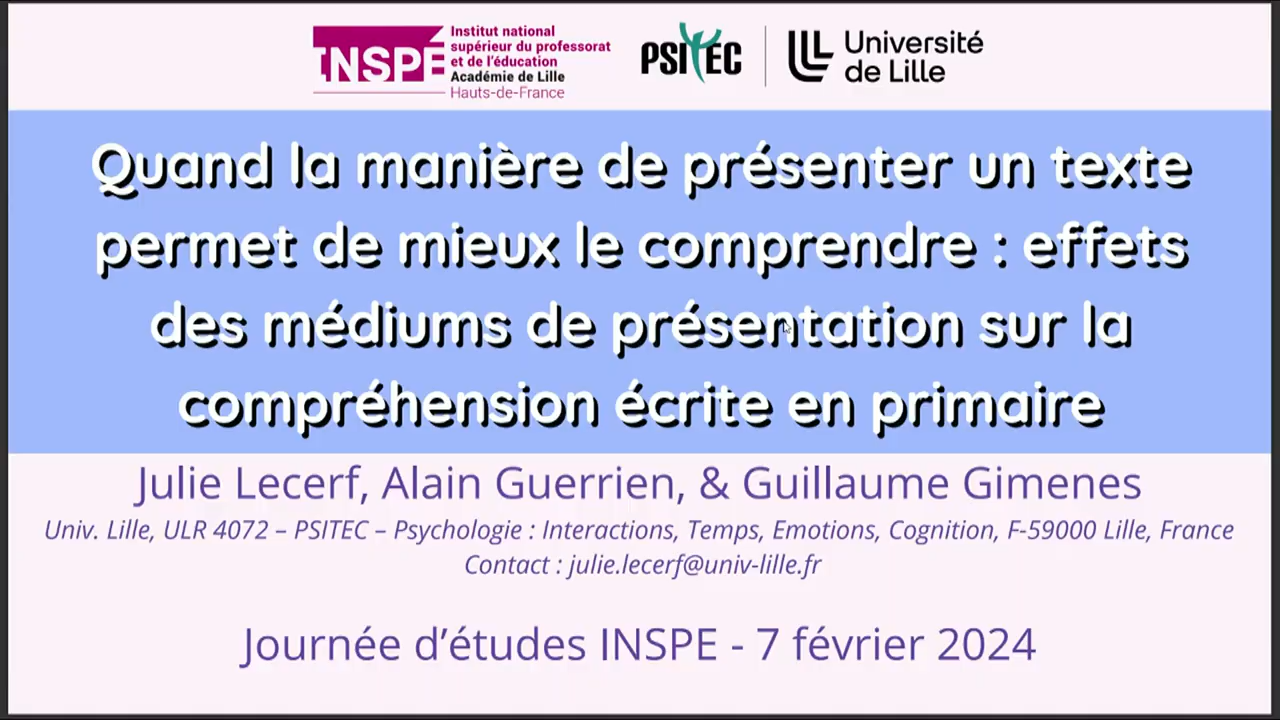 INSPÉ
Institut national
supérieur du professorat
et de l'éducation
Académie de Lille
Hauts-de-France
PSITEC
Université
de Lille
Quand la manière de présenter un texte
permet de mieux le comprendre : effets
des médiums de présentation sur la
compréhension écrite en primaire
Julie Lecerf, Alain Guerrien, & Guillaume Gimenes
Univ. Lille, ULR 4072 – PSITEC – Psychologie : Interactions, Temps, Emotions, Cognition, F-59000 Lille, France
Contact : julie.lecerf@univ-lille.fr
Journée d'études INSPE - 7 février 2024